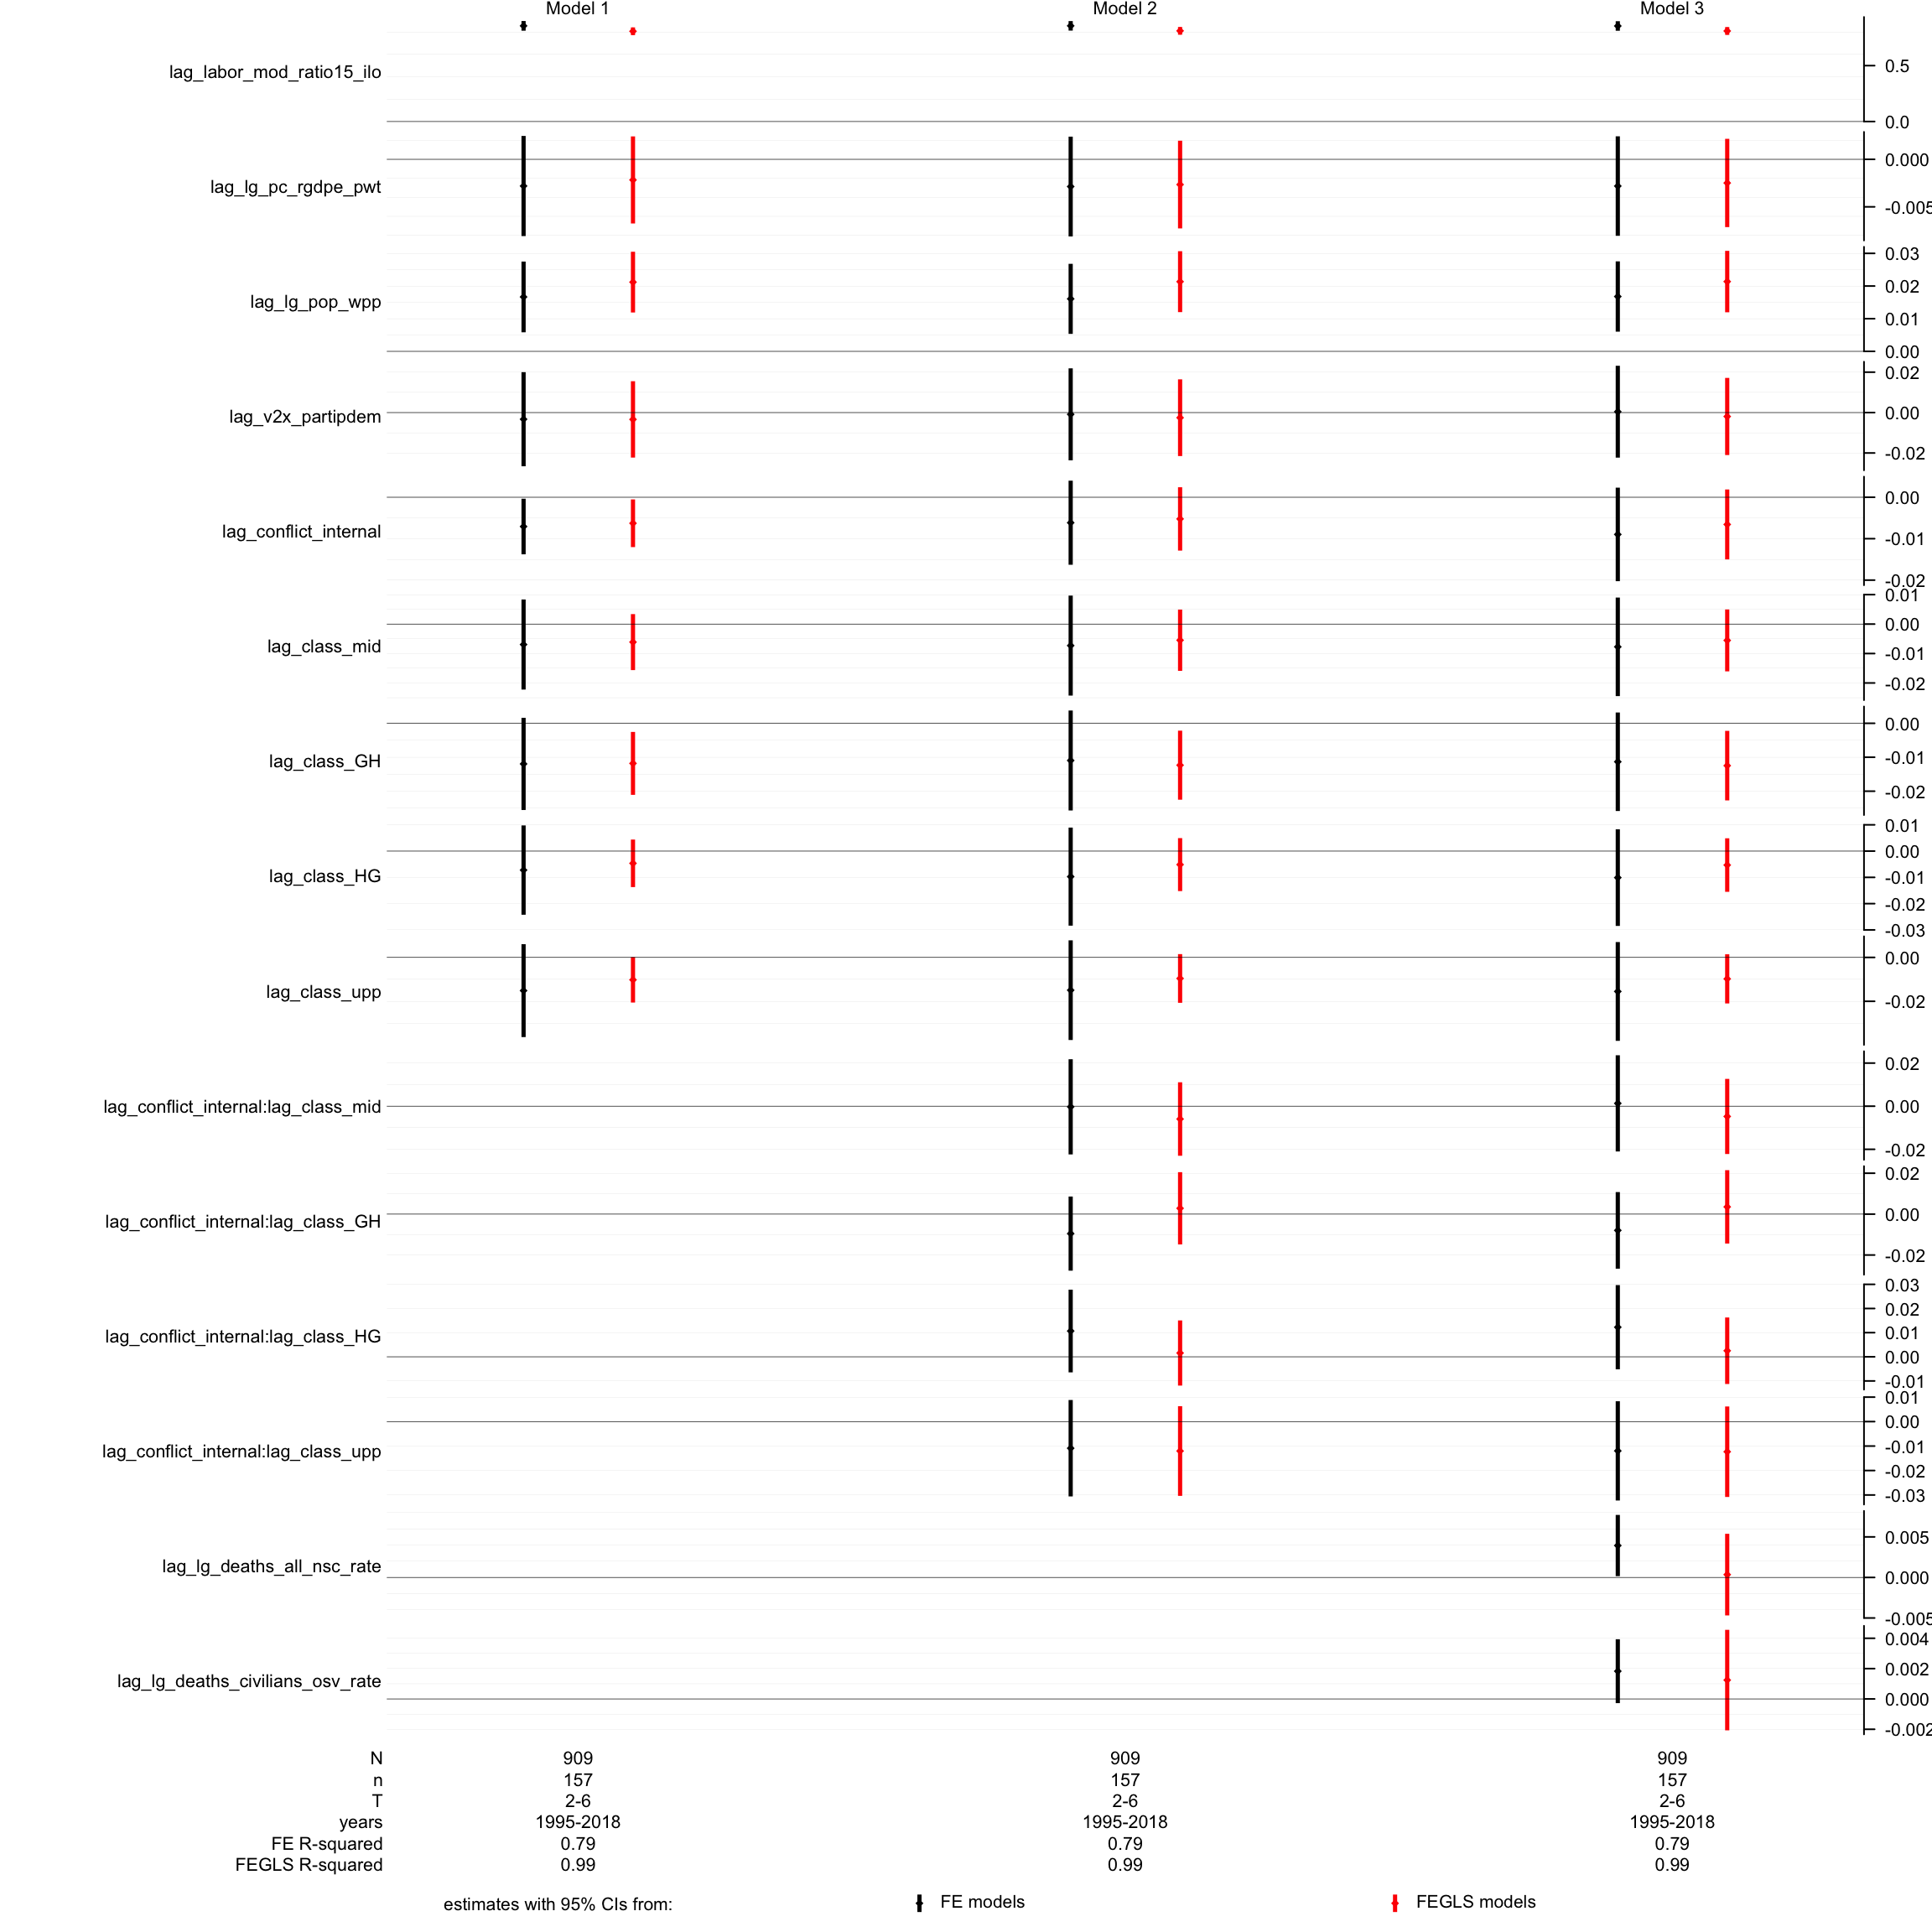 Model 1 Model 2 Model 3
lag_labor_mod_ratio15_ilo
0.5
0.0
lag_lg_pc_rgdpe_pwt
0.000
-0.005
lag_lg_pop_wpp
0.03
0.02
0.01
0.00
lag_v2x_partipdem
0.02
0.00
-0.02
lag_conflict_internal
0.00
-0.01
-0.02
lag_class_mid
0.01
0.00
-0.01
-0.02
lag_class_GH
0.00
-0.01
-0.02
lag_class_HG
0.01
0.00
-0.01
-0.02
-0.03
lag_class_upp
0.00
-0.02
lag_conflict_internal:lag_class_mid
0.02
0.00
-0.02
lag_conflict_internal:lag_class_GH
0.02
0.00
-0.02
lag_conflict_internal:lag_class_HG
0.03
0.02
0.01
0.00
-0.01
lag_conflict_internal:lag_class_upp
0.01
0.00
-0.01
-0.02
-0.03
lag_lg_deaths_all_nsc_rate
0.005
0.000
-0.005
lag_lg_deaths_civilians_osv_rate
0.004
0.002
0.000
-0.002
N 909 909 909
n 157 157 157
T 2-6 2-6 2-6
years 1995-2018 1995-2018 1995-2018
FE R-squared 0.79 0.79 0.79
FEGLS R-squared 0.99 0.99 0.99
estimates with 95% CIs from: FE models FEGLS models